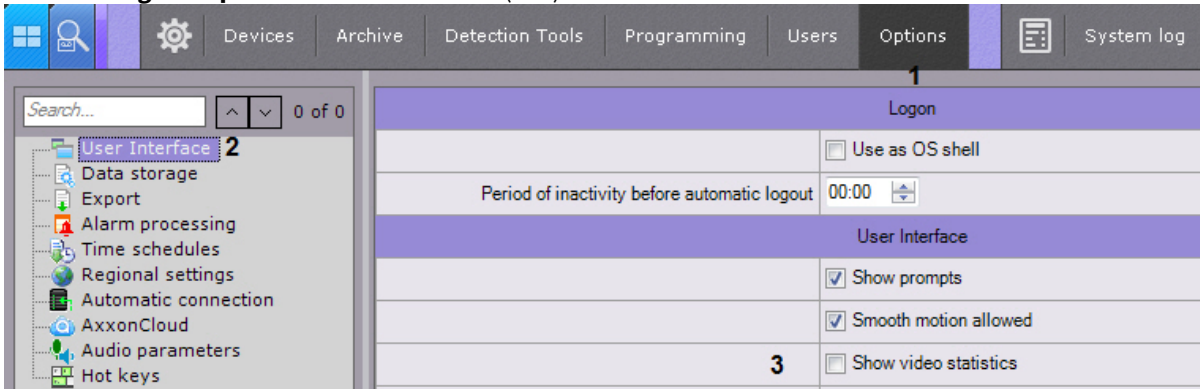 Devices Archive Detection Tools Programming Users Options System log
1
Search... 0 of 0
Logon
User Interface 2
Use as OS shell
Data storage
Export
Period of inactivity before automatic logout 00:00
Alarm processing
User Interface
Time schedules
Regional settings
Show prompts
Automatic connection
AxxonCloud
Smooth motion allowed
Audio parameters
3 Show video statistics
Hot keys